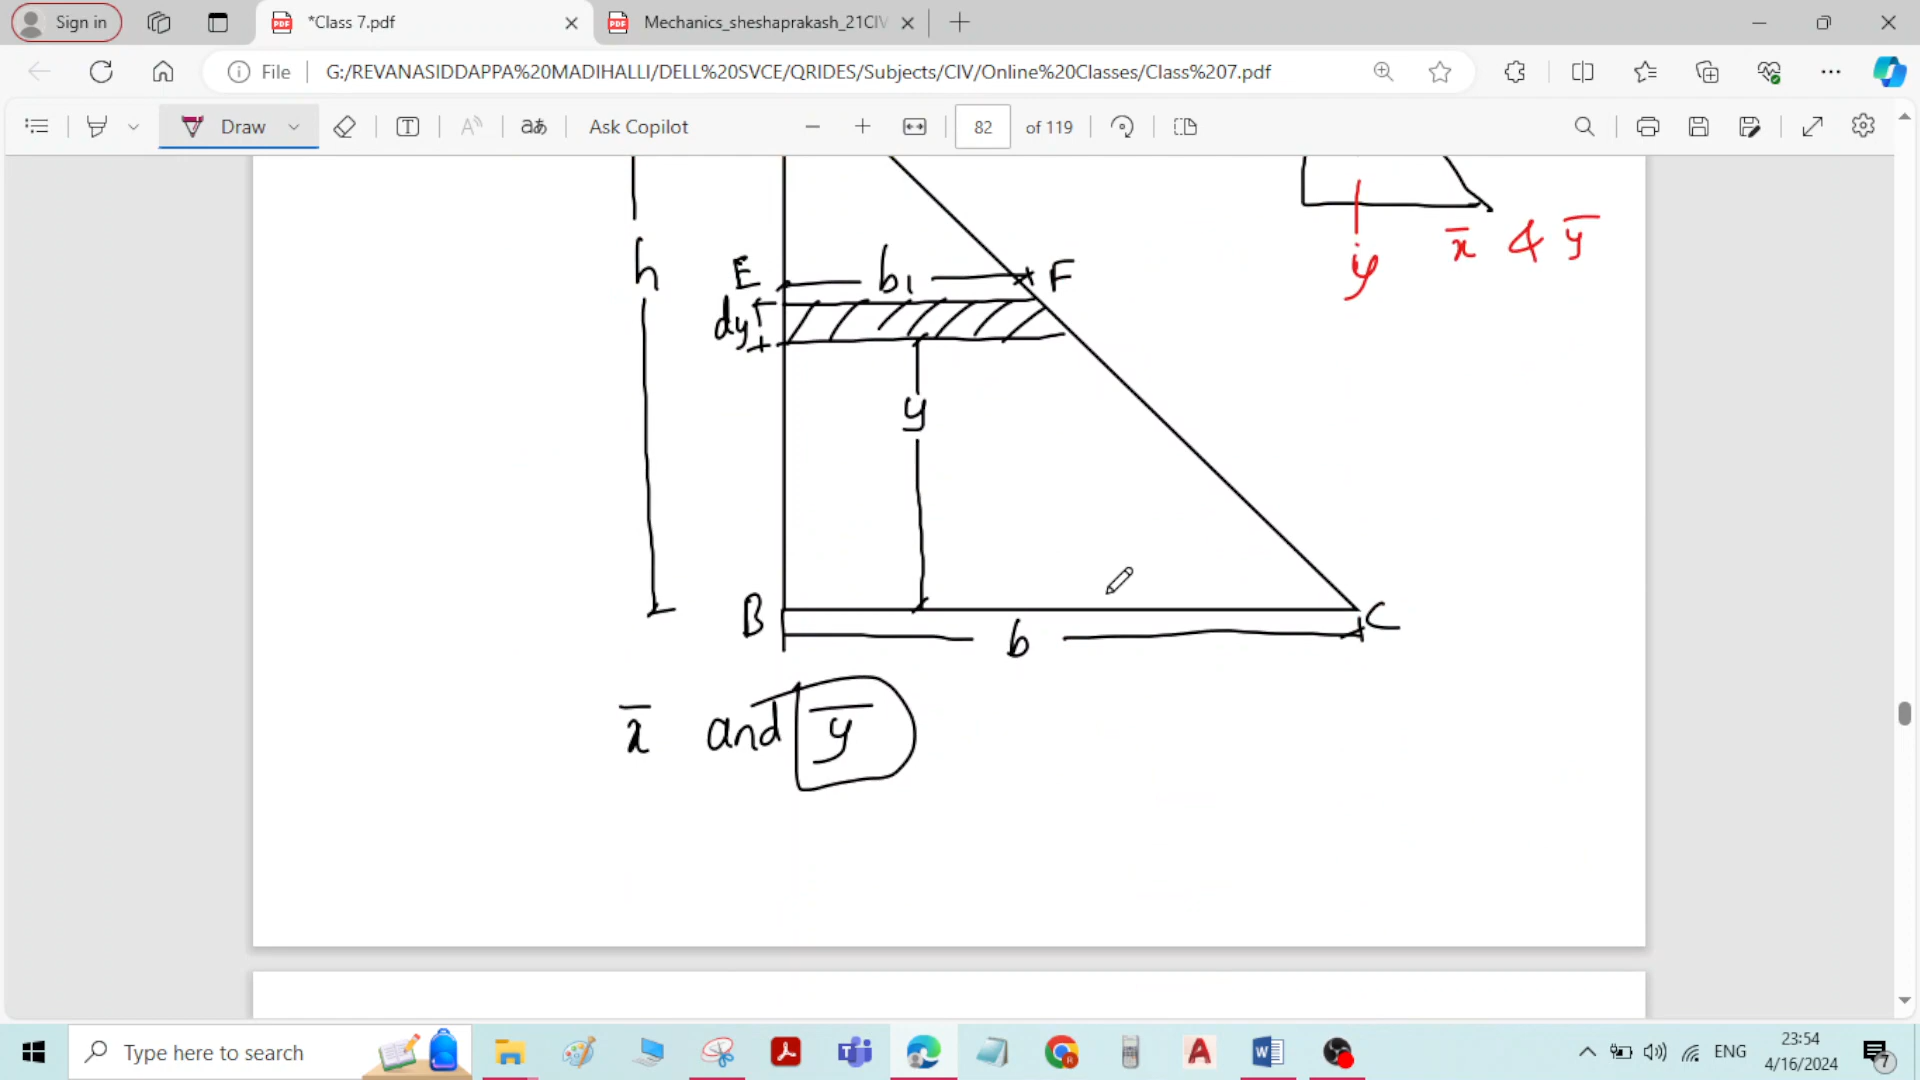 Sign in
*Class 7.pdf
Mechanics_sheshaprakash_21CIV
File
G:/REVANASIDDAPPA%20MADIHALLI/DELL%20SVCE/QRIDES/Subjects/CIV/Online%20Classes/Class%207.pdf
Draw
Ask Copilot
82 of 119
x̄ & ȳ
y
h
E b1 F
dy
y
B C
b
x̄ and ȳ
Type here to search
ENG
23:54
4/16/2024
7